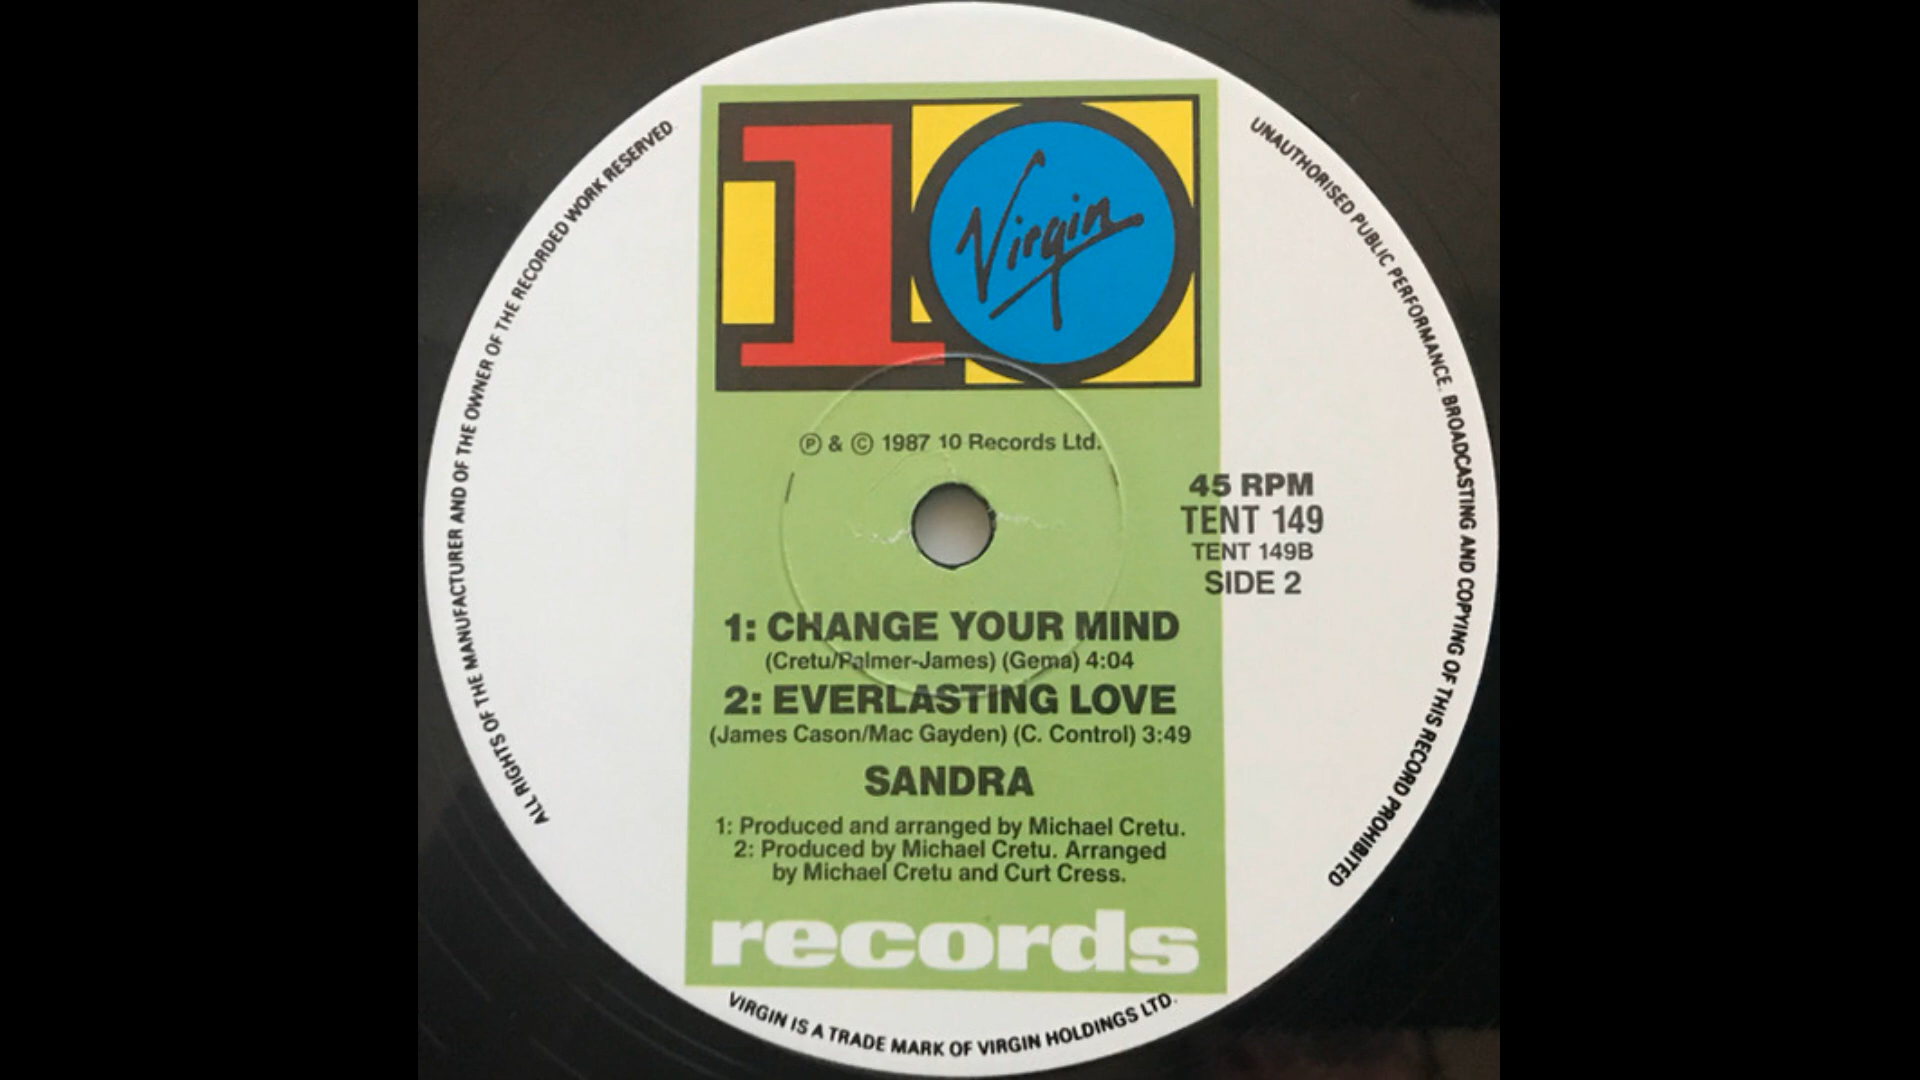 10
Virgin
℗ & © 1987 10 Records Ltd.
45 RPM
TENT 149
TENT 149B
SIDE 2
1: CHANGE YOUR MIND
(Cretu/Palmer-James) (Gema) 4:04
2: EVERLASTING LOVE
(James Cason/Mac Gayden) (C. Control) 3:49
SANDRA
1: Produced and arranged by Michael Cretu.
2: Produced by Michael Cretu. Arranged
by Michael Cretu and Curt Cress.
records
ALL RIGHTS OF THE MANUFACTURER AND OF THE OWNER OF THE RECORDED WORK RESERVED
UNAUTHORISED PUBLIC PERFORMANCE. BROADCASTING AND COPYING OF THIS RECORD PROHIBITED
VIRGIN IS A TRADE MARK OF VIRGIN HOLDINGS LTD.